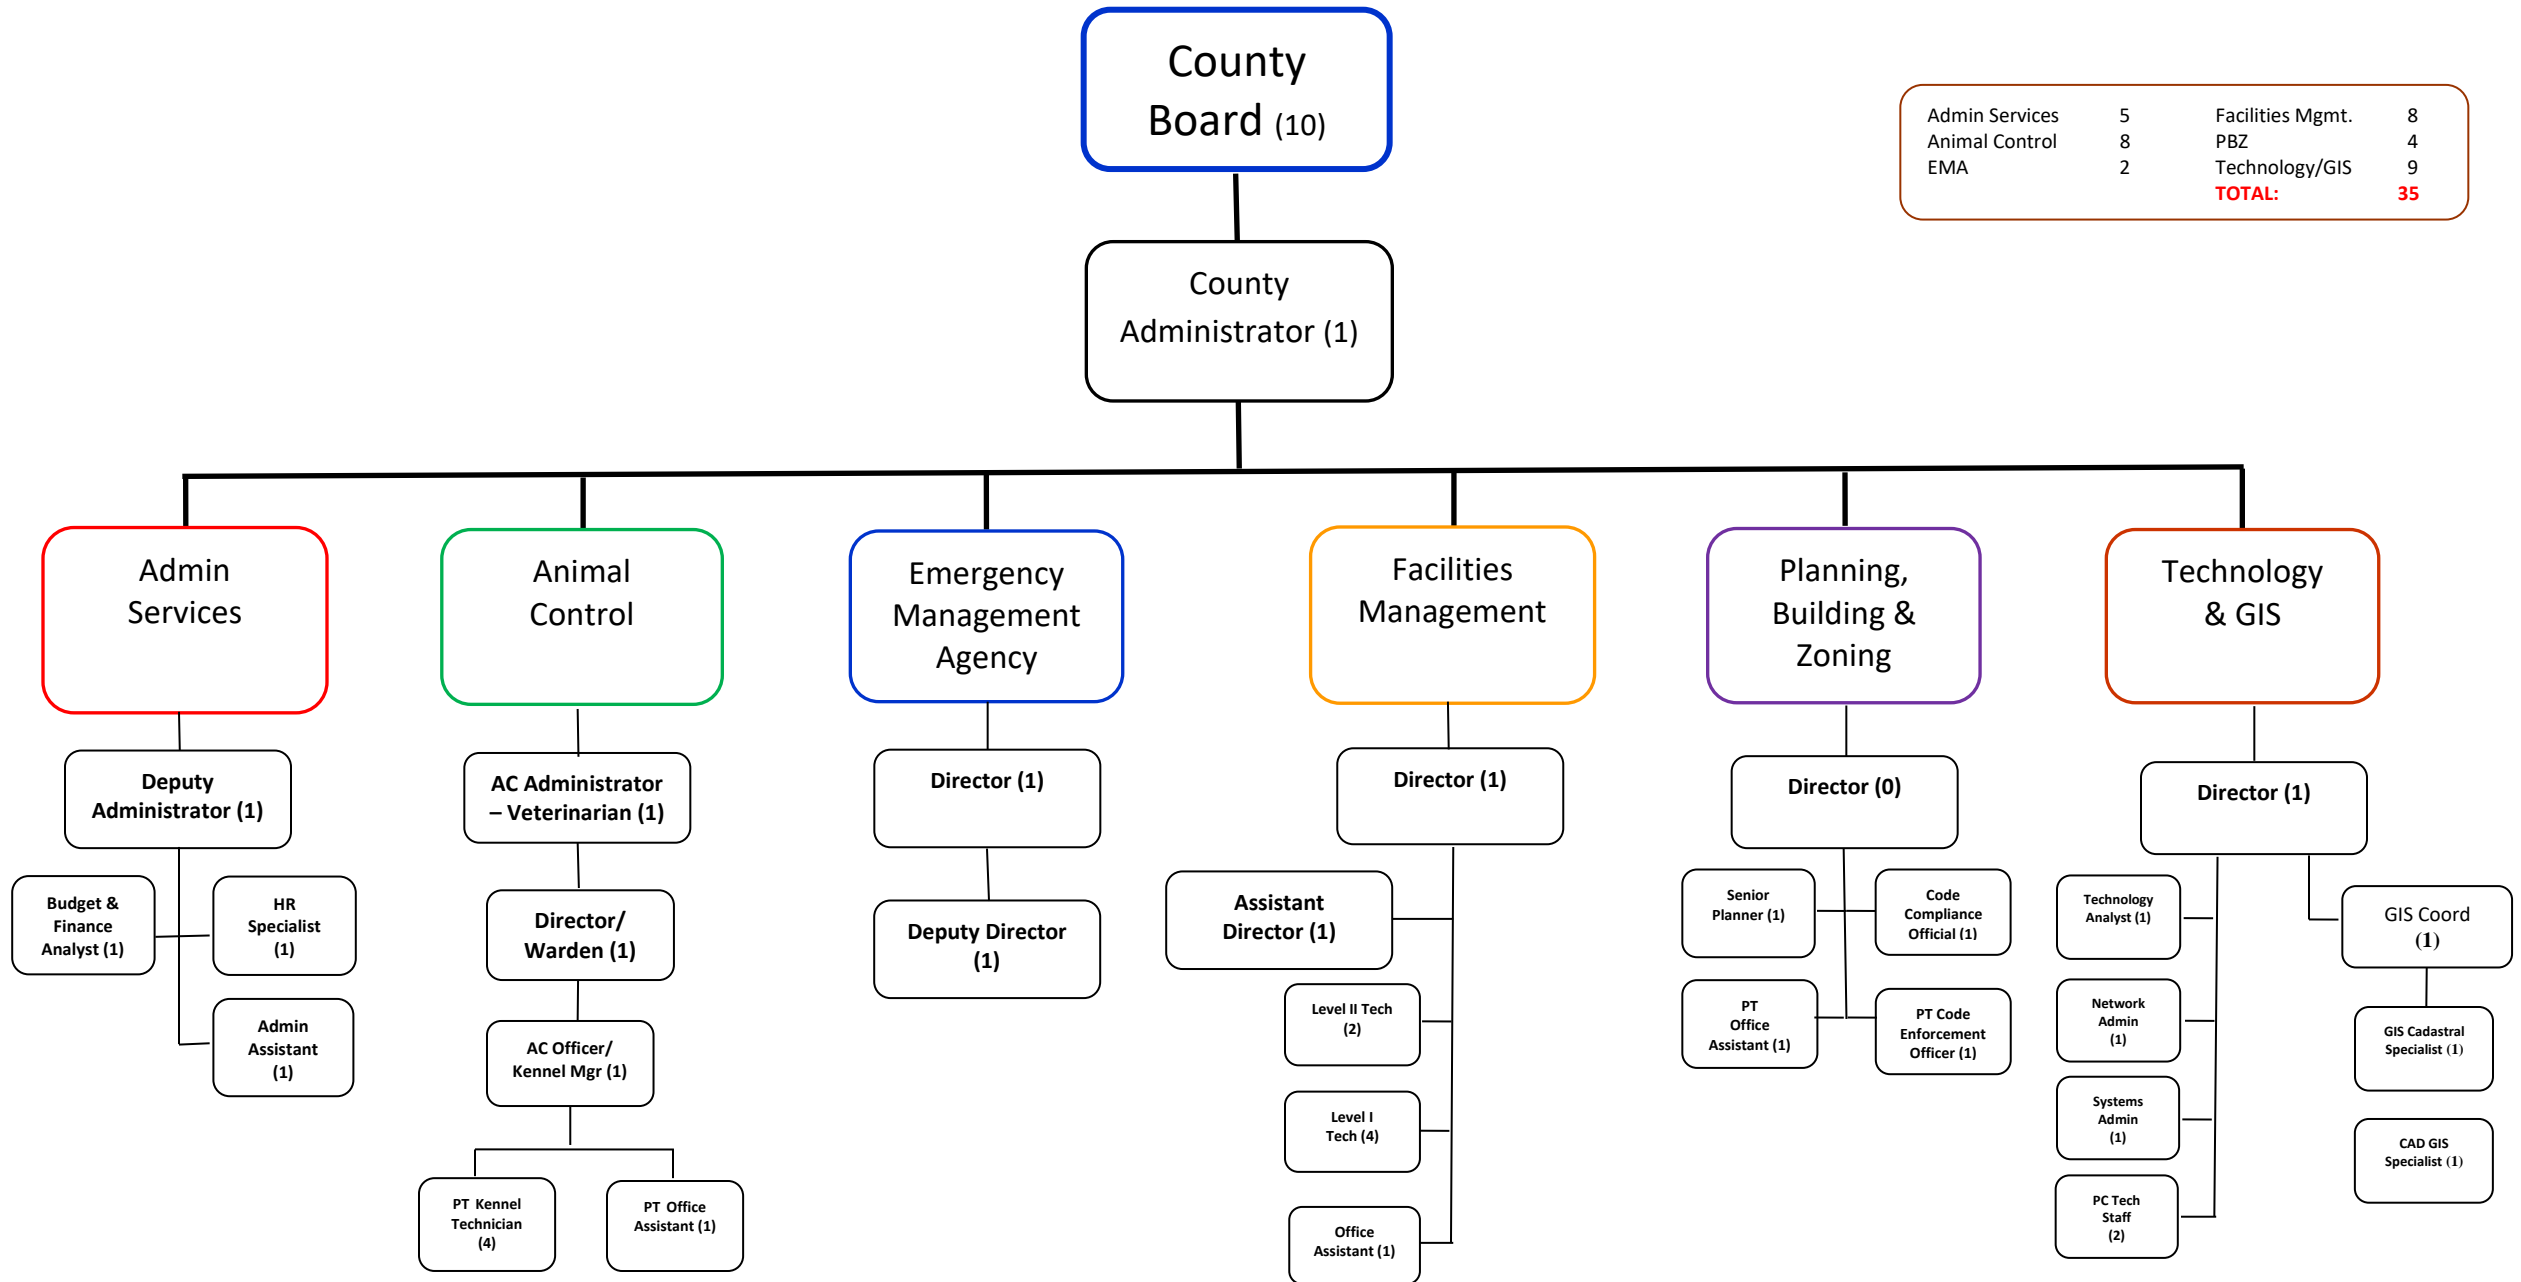 County
Board (10)
Admin Services 5 Facilities Mgmt. 8
Animal Control 8 PBZ 4
EMA 2 Technology/GIS 9
TOTAL: 35
County
Administrator (1)
Admin
Services
Animal
Control
Emergency
Management
Agency
Facilities
Management
Planning,
Building &
Zoning
Technology
& GIS
Deputy
Administrator (1)
Budget &
Finance
Analyst (1)
HR
Specialist
(1)
Admin
Assistant
(1)
AC Administrator
– Veterinarian (1)
Director/
Warden (1)
AC Officer/
Kennel Mgr (1)
PT Kennel
Technician
(4)
PT Office
Assistant (1)
Director (1)
Deputy Director
(1)
Director (1)
Assistant
Director (1)
Level II Tech
(2)
Level I
Tech (4)
Office
Assistant (1)
Director (0)
Senior
Planner (1)
Code
Compliance
Official (1)
PT
Office
Assistant (1)
PT Code
Enforcement
Officer (1)
Director (1)
Technology
Analyst (1)
Network
Admin
(1)
Systems
Admin
(1)
PC Tech
Staff
(2)
GIS Coord
(1)
GIS Cadastral
Specialist (1)
CAD GIS
Specialist (1)